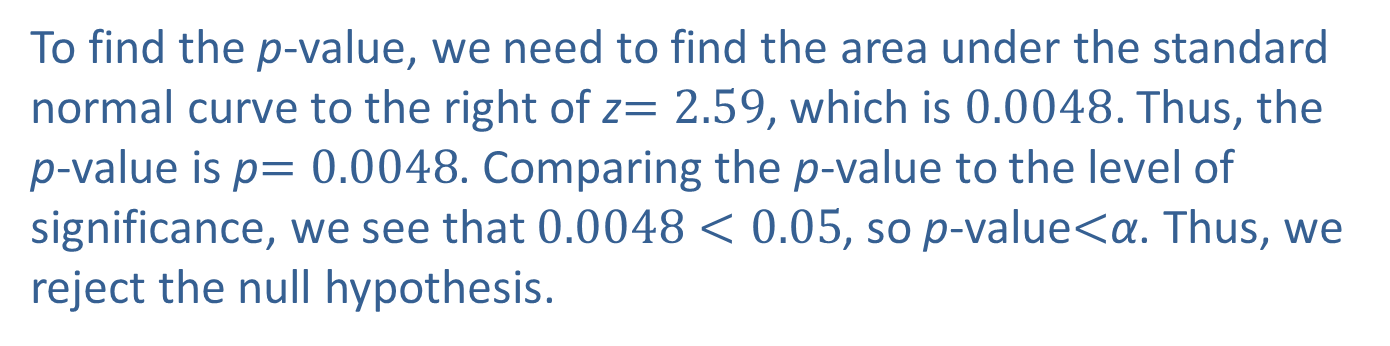 To find the p-value, we need to find the area under the standard
normal curve to the right of z= 2.59, which is 0.0048. Thus, the
p-value is p= 0.0048. Comparing the p-value to the level of
significance, we see that 0.0048 < 0.05, so p-value<α. Thus, we
reject the null hypothesis.